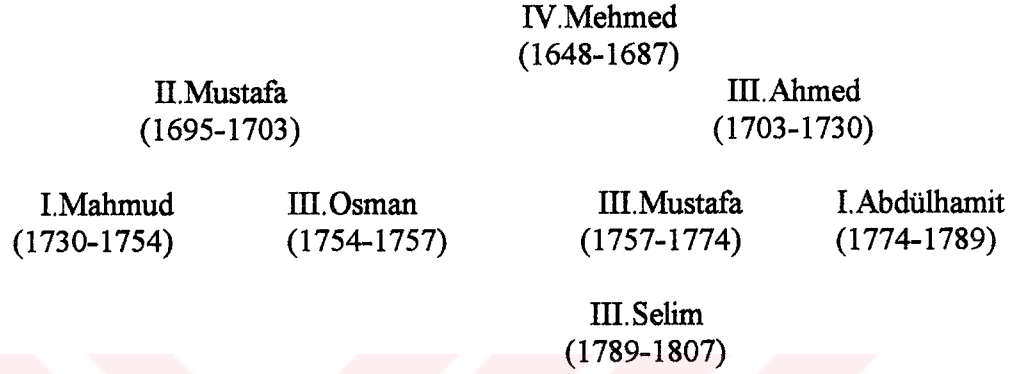 IV.Mehmed
(1648-1687)
II.Mustafa III.Ahmed
(1695-1703) (1703-1730)
I.Mahmud III.Osman III.Mustafa I.Abdülhamit
(1730-1754) (1754-1757) (1757-1774) (1774-1789)
III.Selim
(1789-1807)